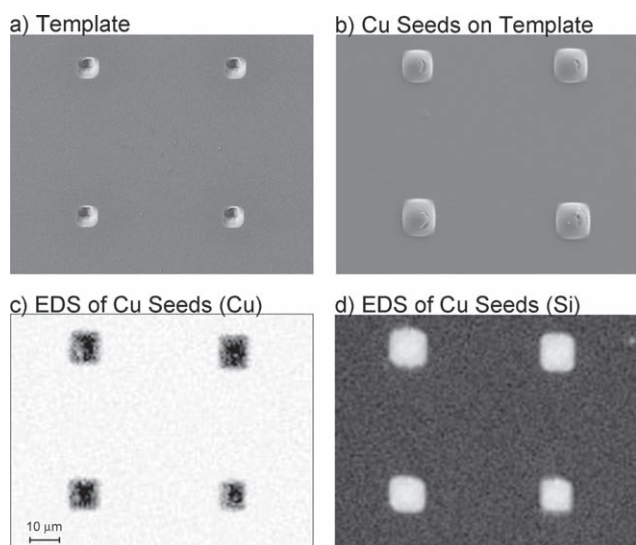 a) Template
b) Cu Seeds on Template
c) EDS of Cu Seeds (Cu)
d) EDS of Cu Seeds (Si)
10 μm